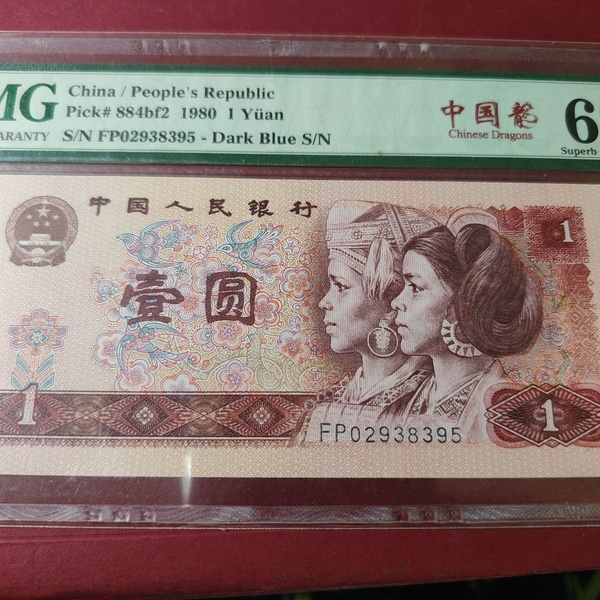 MG
China / People's Republic
Pick# 884bf2 1980 1 Yüan
ARANTY
S/N FP02938395 - Dark Blue S/N
中国龍
Chinese Dragons
6
Superb
中国人民银行
1
壹圆
1
1
FP02938395